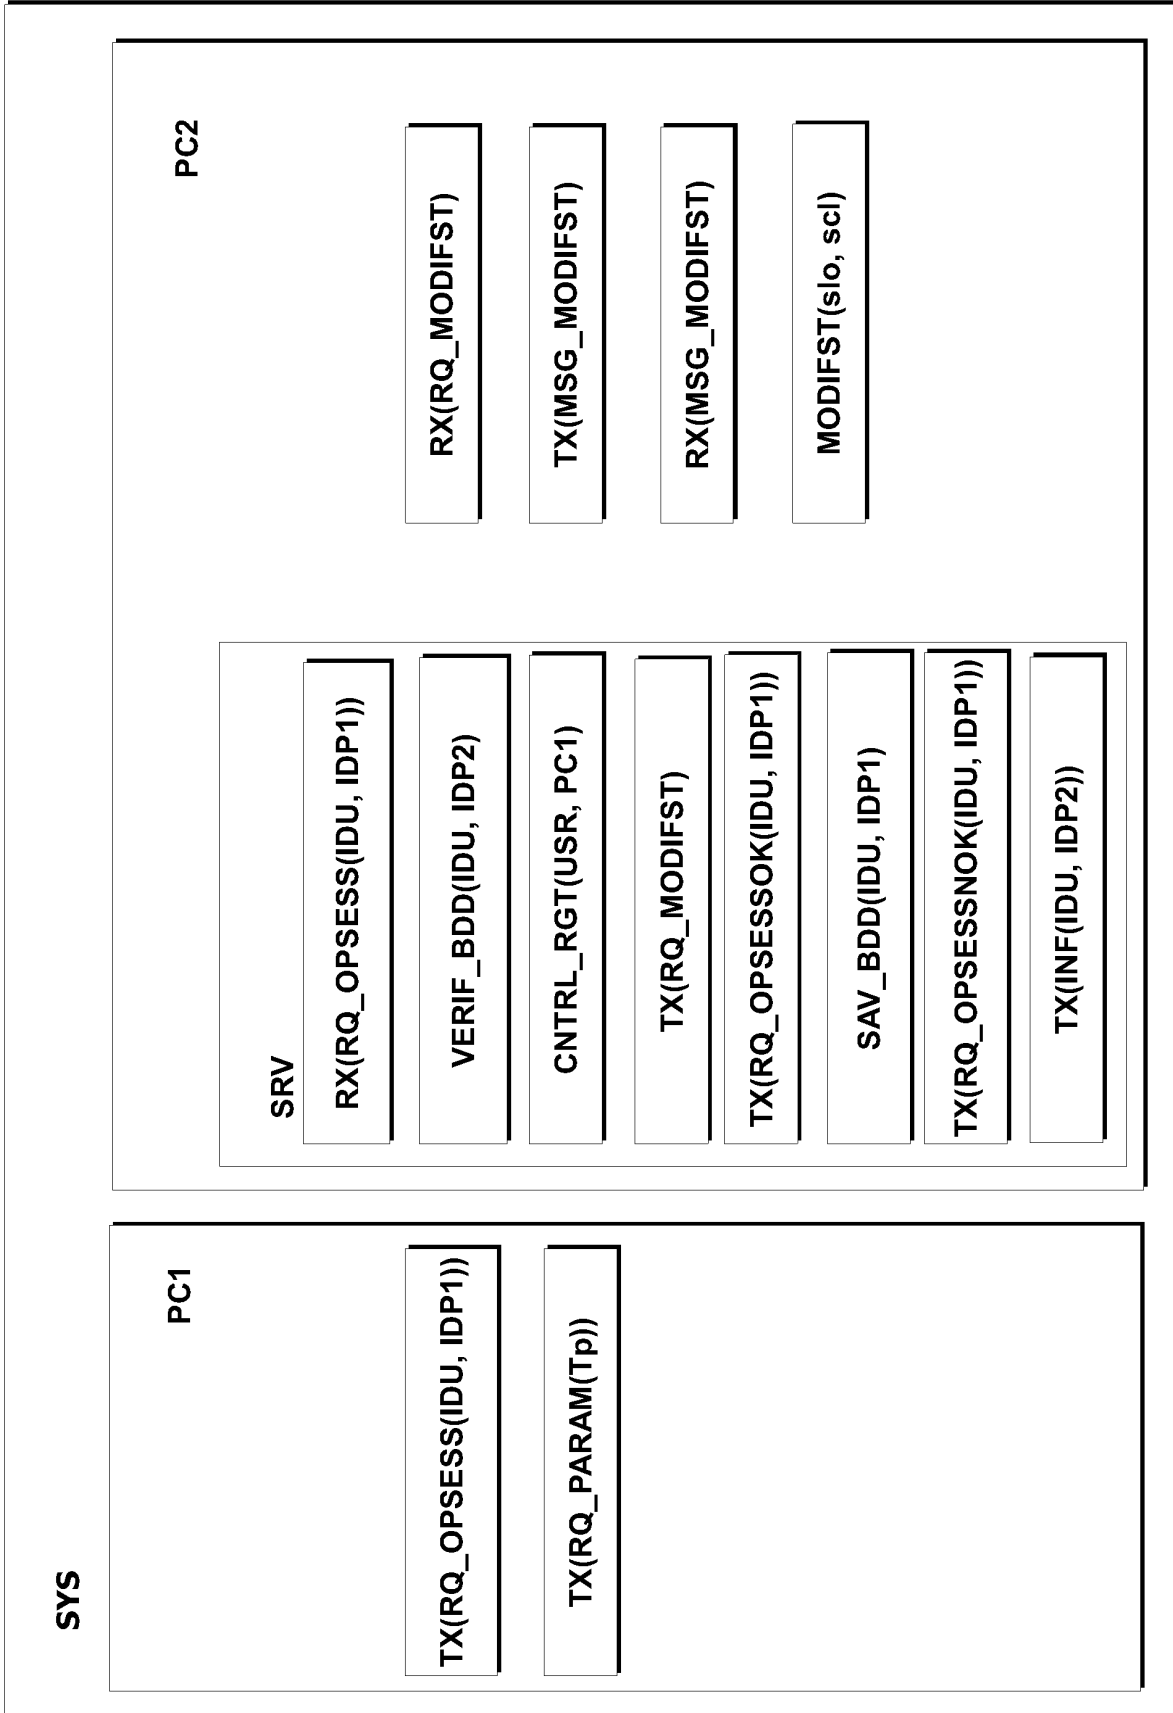 SYS
PC1
TX(RQ_OPSESS(IDU, IDP1))
TX(RQ_PARAM(Tp))
PC2
SRV
RX(RQ_OPSESS(IDU, IDP1))
VERIF_BDD(IDU, IDP2)
CNTRL_RGT(USR, PC1)
TX(RQ_MODIFST)
TX(RQ_OPSESSOK(IDU, IDP1))
SAV_BDD(IDU, IDP1)
TX(RQ_OPSESSNOK(IDU, IDP1))
TX(INF(IDU, IDP2))
RX(RQ_MODIFST)
TX(MSG_MODIFST)
RX(MSG_MODIFST)
MODIFST(slo, scl)